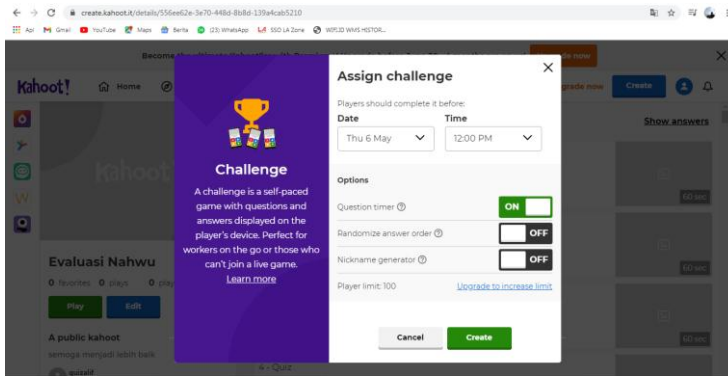 create.kahoot.it/details/556ee62e-3e70-448d-8b8d-139a4cab5210
Apl
Gmail
YouTube
Maps
Berita
(23) WhatsApp
SSO LA Zone
Kahoot!
Home
Create
Show answers
60 sec
60 sec
60 sec
Kahoot
Evaluasi Nahwu
0 favorites 0 plays
Play
Edit
A public kahoot
semoga menjadi lebih baik
quizalif
Quiz
Challenge
A challenge is a self-paced
game with questions and
answers displayed on the
player's device. Perfect for
workers on the go or those who
can't join a live game.
Learn more
Assign challenge
Players should complete it before:
Date
Time
Thu 6 May
12:00 PM
Options
Question timer
ON
Randomize answer order
OFF
Nickname generator
OFF
Player limit: 100
Upgrade to increase limit
Cancel
Create